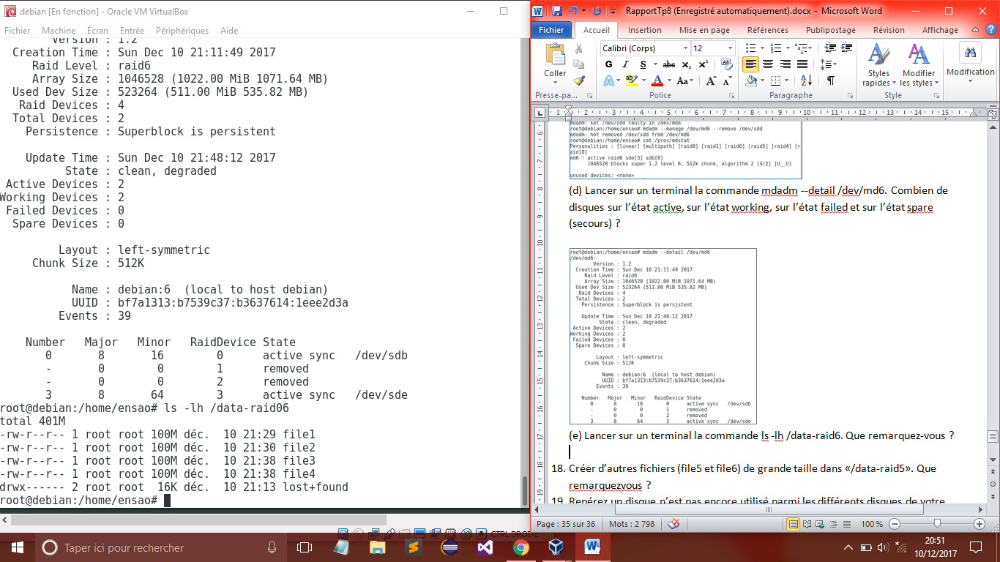 debian [En fonction] - Oracle VM VirtualBox
Fichier Machine Écran Entrée Périphériques Aide
Version : 1.2
Creation Time : Sun Dec 10 21:11:49 2017
Raid Level : raid6
Array Size : 1046528 (1022.00 MiB 1071.64 MB)
Used Dev Size : 523264 (511.00 MiB 535.82 MB)
Raid Devices : 4
Total Devices : 2
Persistence : Superblock is persistent
Update Time : Sun Dec 10 21:48:12 2017
State : clean, degraded
Active Devices : 2
Working Devices : 2
Failed Devices : 0
Spare Devices : 0
Layout : left-symmetric
Chunk Size : 512K
Name : debian:6 (local to host debian)
UUID : bf7a1313:b7539c37:b3637614:1eee2d3a
Events : 39
Number Major Minor RaidDevice State
0 8 16 0 active sync /dev/sdb
- 0 0 1 removed
- 0 0 2 removed
3 8 64 3 active sync /dev/sde
root@debian:/home/ensao# ls -lh /data-raid06
total 401M
-rw-r--r-- 1 root root 100M déc. 10 21:29 file1
-rw-r--r-- 1 root root 100M déc. 10 21:30 file2
-rw-r--r-- 1 root root 100M déc. 10 21:38 file3
-rw-r--r-- 1 root root 100M déc. 10 21:38 file4
drwx------ 2 root root 16K déc. 10 21:13 lost+found
root@debian:/home/ensao#
CTRL DROITE
RapportTp8 (Enregistré automatiquement).docx - Microsoft Word
Fichier Accueil Insertion Mise en page Références Publipostage Révision Affichage
Calibri (Corps) 12
Coller
G I S abc x₂ x²
Styles rapides
Modifier les styles
Modification
Presse-pa... Police Paragraphe Style
1 2 3 4 5 6 7 8 9 10 11 12 13 14 15
mdadm: set /dev/sdd faulty in /dev/md6
root@debian:/home/ensao# mdadm --manage /dev/md6 --remove /dev/sdd
mdadm: hot removed /dev/sdd from /dev/md6
root@debian:/home/ensao# cat /proc/mdstat
Personalities : [linear] [multipath] [raid0] [raid1] [raid6] [raid5] [raid4] [r
aid10]
md6 : active raid6 sde[3] sdb[0]
1046528 blocks super 1.2 level 6, 512k chunk, algorithm 2 [4/2] [U__U]
unused devices: <none>
(d) Lancer sur un terminal la commande mdadm --detail /dev/md6. Combien de
disques sur l’état active, sur l’état working, sur l’état failed et sur l’état spare
(secours) ?
root@debian:/home/ensao# mdadm --detail /dev/md6
/dev/md6:
Version : 1.2
Creation Time : Sun Dec 10 21:11:49 2017
Raid Level : raid6
Array Size : 1046528 (1022.00 MiB 1071.64 MB)
Used Dev Size : 523264 (511.00 MiB 535.82 MB)
Raid Devices : 4
Total Devices : 2
Persistence : Superblock is persistent
Update Time : Sun Dec 10 21:48:12 2017
State : clean, degraded
Active Devices : 2
Working Devices : 2
Failed Devices : 0
Spare Devices : 0
Layout : left-symmetric
Chunk Size : 512K
Name : debian:6 (local to host debian)
UUID : bf7a1313:b7539c37:b3637614:1eee2d3a
Events : 39
Number Major Minor RaidDevice State
0 8 16 0 active sync /dev/sdb
- 0 0 1 removed
- 0 0 2 removed
3 8 64 3 active sync /dev/sde
(e) Lancer sur un terminal la commande ls -lh /data-raid6. Que remarquez-vous ?
18. Créer d’autres fichiers (file5 et file6) de grande taille dans «/data-raid5». Que
remarquezvous ?
19. Repérez un disque n’est pas encore utilisé parmi les différents disques de votre
Page : 35 sur 36 Mots : 2 798 100 %
Taper ici pour rechercher
20:51
10/12/2017